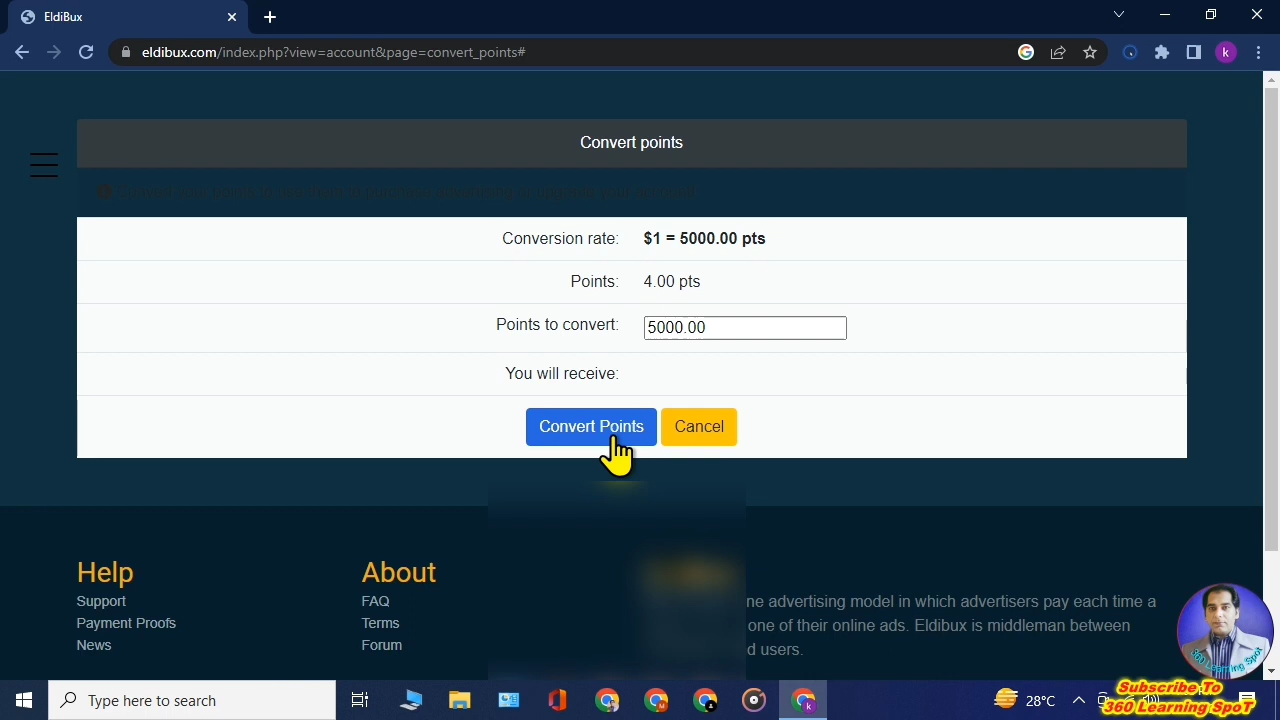 EldiBux
eldibux.com/index.php?view=account&page=convert_points#
k
Convert points
Conversion rate: $1 = 5000.00 pts
Points: 4.00 pts
Points to convert: 5000.00
You will receive:
Convert Points Cancel
Help About
Support FAQ
Payment Proofs Terms
News Forum
ne advertising model in which advertisers pay each time a
one of their online ads. Eldibux is middleman between
d users.
360 Learning Spot
Type here to search
28°C
Subscribe To
360 Learning SpoT